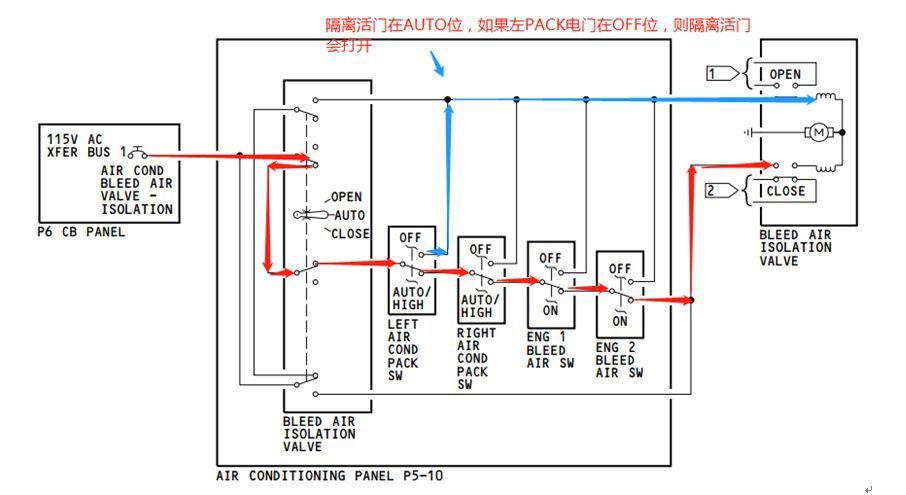 隔离活门在AUTO位，如果左PACK电门在OFF位，则隔离活门
会打开
115V AC
XFER BUS 1
AIR COND
BLEED AIR
VALVE -
ISOLATION
P6 CB PANEL
OPEN
AUTO
CLOSE
BLEED AIR
ISOLATION
VALVE
OFF
AUTO/
HIGH
LEFT
AIR
COND
PACK
SW
OFF
AUTO/
HIGH
RIGHT
AIR
COND
PACK
SW
OFF
ON
ENG 1
BLEED
AIR SW
OFF
ON
ENG 2
BLEED
AIR SW
AIR CONDITIONING PANEL P5-10
1
OPEN
M
2
CLOSE
BLEED AIR
ISOLATION
VALVE